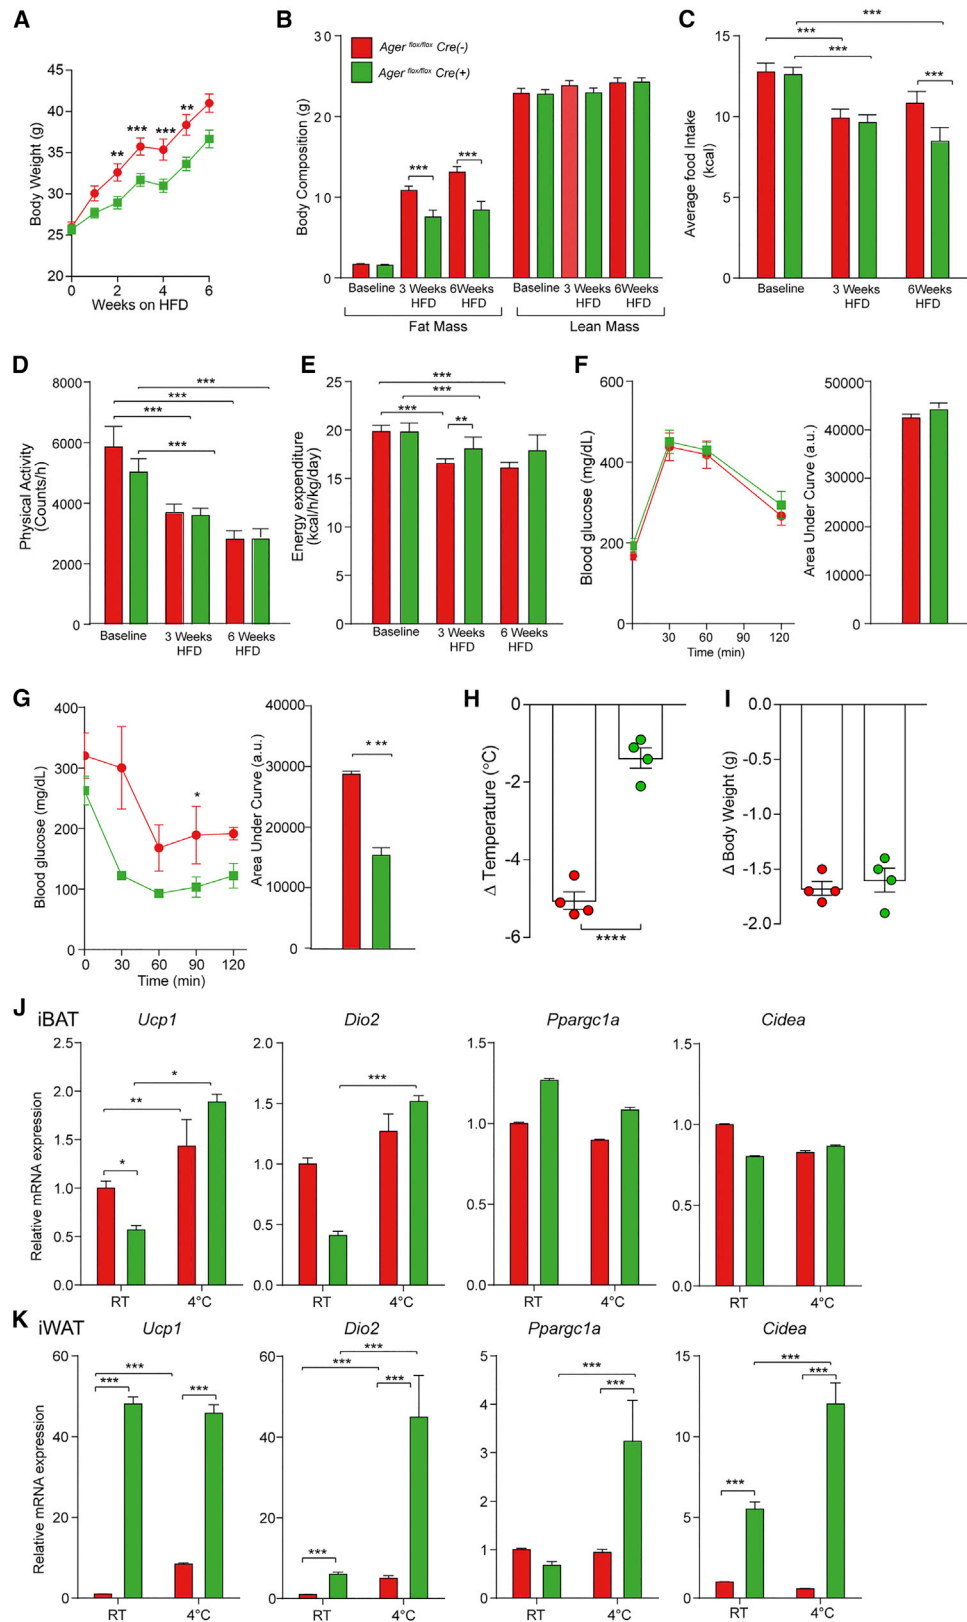 A
Body Weight (g)
45
40
35
30
25
20
**
***
***
**
0
2
4
6
Weeks on HFD
B
Body Composition (g)
30
20
10
0
Ager flox/flox Cre(-)
Ager flox/flox Cre(+)
***
***
Baseline
3 Weeks
HFD
6Weeks
HFD
Baseline
3 Weeks
HFD
6Weeks
HFD
Fat Mass
Lean Mass
C
Average food Intake
(kcal)
15
10
5
0
***
***
***
***
Baseline
3 Weeks
HFD
6Weeks
HFD
D
Physical Activity
(Counts/h)
8000
6000
4000
2000
0
***
***
***
***
Baseline
3 Weeks
HFD
6 Weeks
HFD
E
Energy expenditure
(kcal/h/kg/day)
25
20
15
10
5
0
***
***
***
**
Baseline
3 Weeks
HFD
6 Weeks
HFD
F
Blood glucose (mg/dL)
600
400
200
0
30
60
90
120
Time (min)
Area Under Curve (a.u.)
50000
40000
30000
20000
10000
0
G
Blood glucose (mg/dL)
400
300
200
100
0
*
0
30
60
90
120
Time (min)
Area Under Curve (a.u.)
40000
30000
20000
10000
0
* **
H
Δ Temperature (°C)
0
-2
-4
-6
****
I
Δ Body Weight (g)
0.0
-0.5
-1.0
-1.5
-2.0
J
iBAT
Ucp1
Relative mRNA expression
2.5
2.0
1.5
1.0
0.5
0.0
*
**
*
RT
4°C
Dio2
2.0
1.5
1.0
0.5
0.0
***
RT
4°C
Ppargc1a
1.5
1.0
0.5
0.0
RT
4°C
Cidea
1.5
1.0
0.5
0.0
RT
4°C
K
iWAT
Ucp1
Relative mRNA expression
60
40
20
0
***
***
***
RT
4°C
Dio2
60
40
20
0
***
***
***
***
RT
4°C
Ppargc1a
5
4
3
2
1
0
***
***
RT
4°C
Cidea
15
10
5
0
***
***
***
RT
4°C